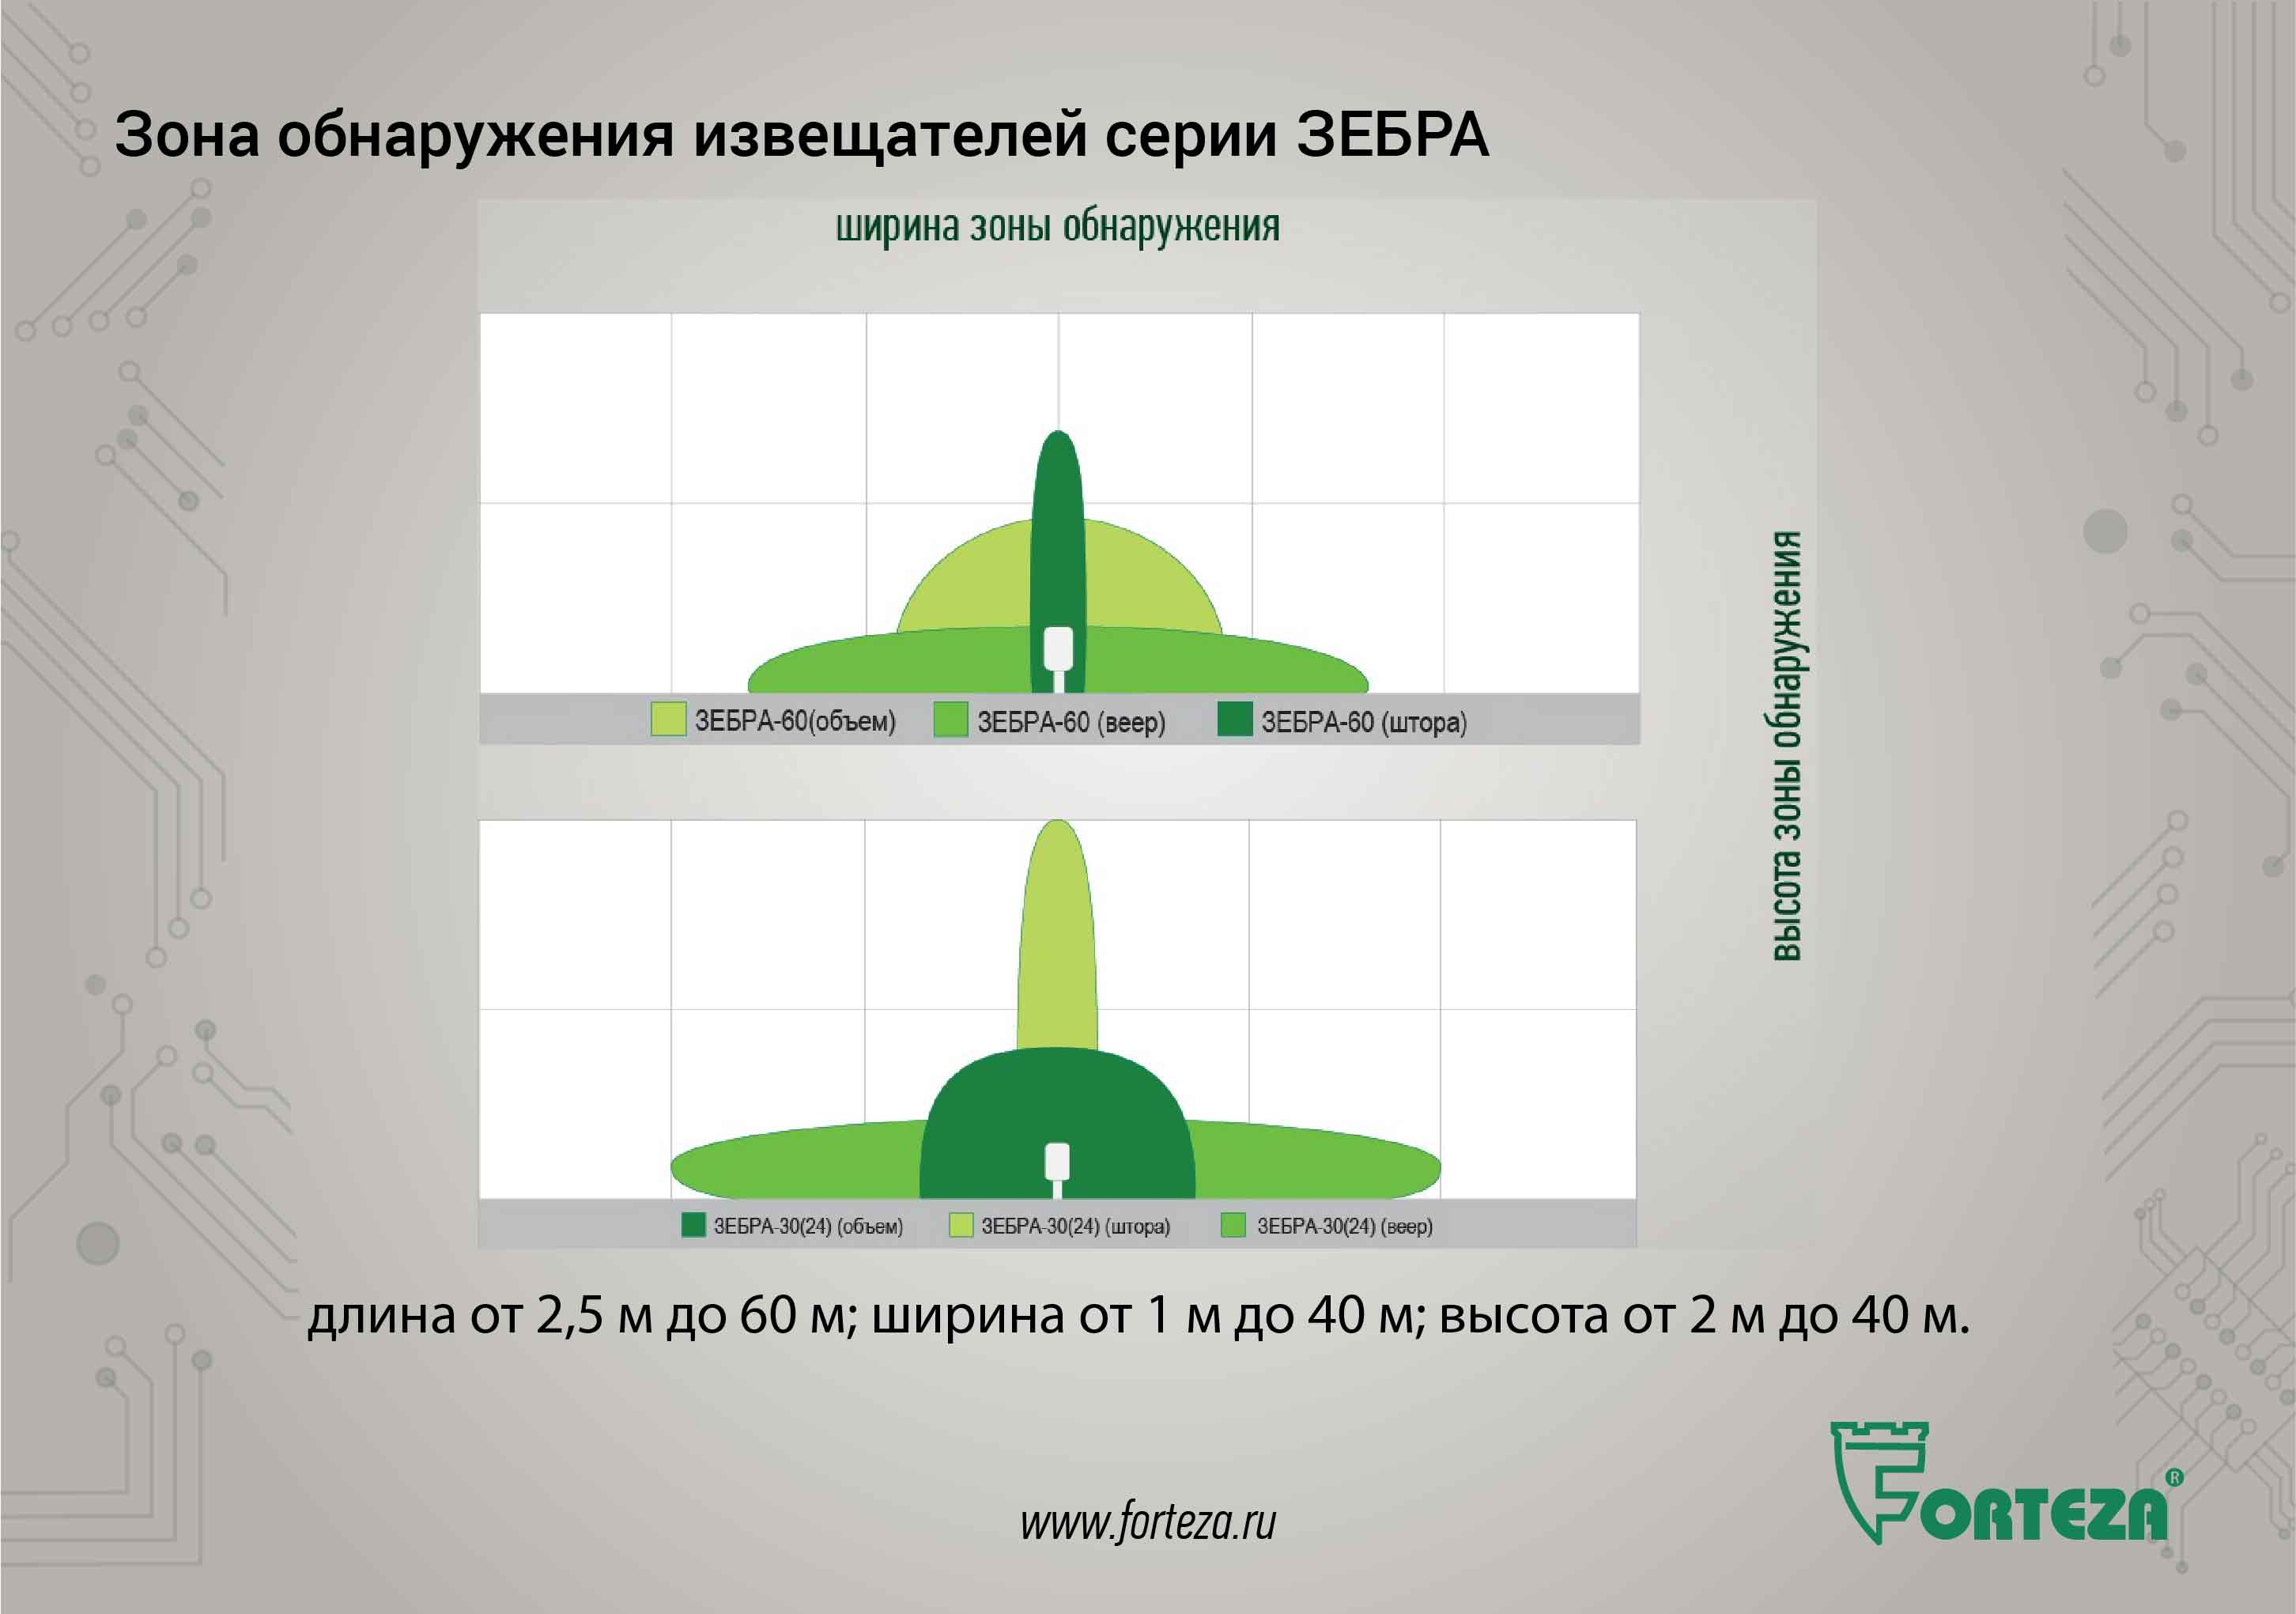 Зона обнаружения извещателей серии ЗЕБРА
ширина зоны обнаружения
высота зоны обнаружения
ЗЕБРА-60(объем) ЗЕБРА-60 (веер) ЗЕБРА-60 (штора)
ЗЕБРА-30(24) (объем) ЗЕБРА-30(24) (штора) ЗЕБРА-30(24) (веер)
длина от 2,5 м до 60 м; ширина от 1 м до 40 м; высота от 2 м до 40 м.
www.forteza.ru
FORTEZA®